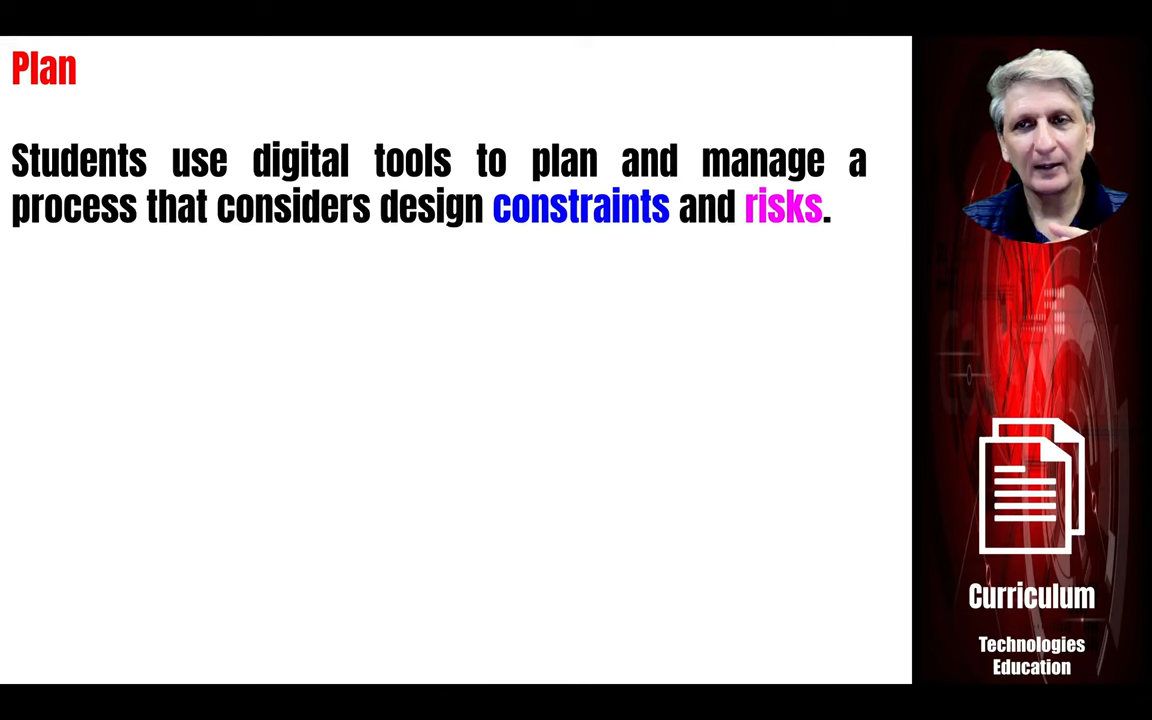 Plan
Students use digital tools to plan and manage a
process that considers design constraints and risks.
Curriculum
Technologies
Education